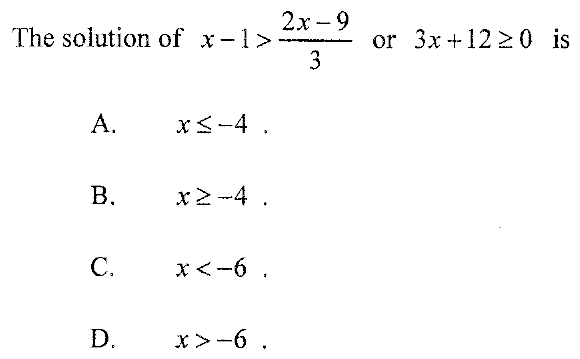 The solution of x − 1 > (2x − 9)/3 or 3x + 12 ≥ 0 is
A. x ≤ −4 .
B. x ≥ −4 .
C. x < −6 .
D. x > −6 .